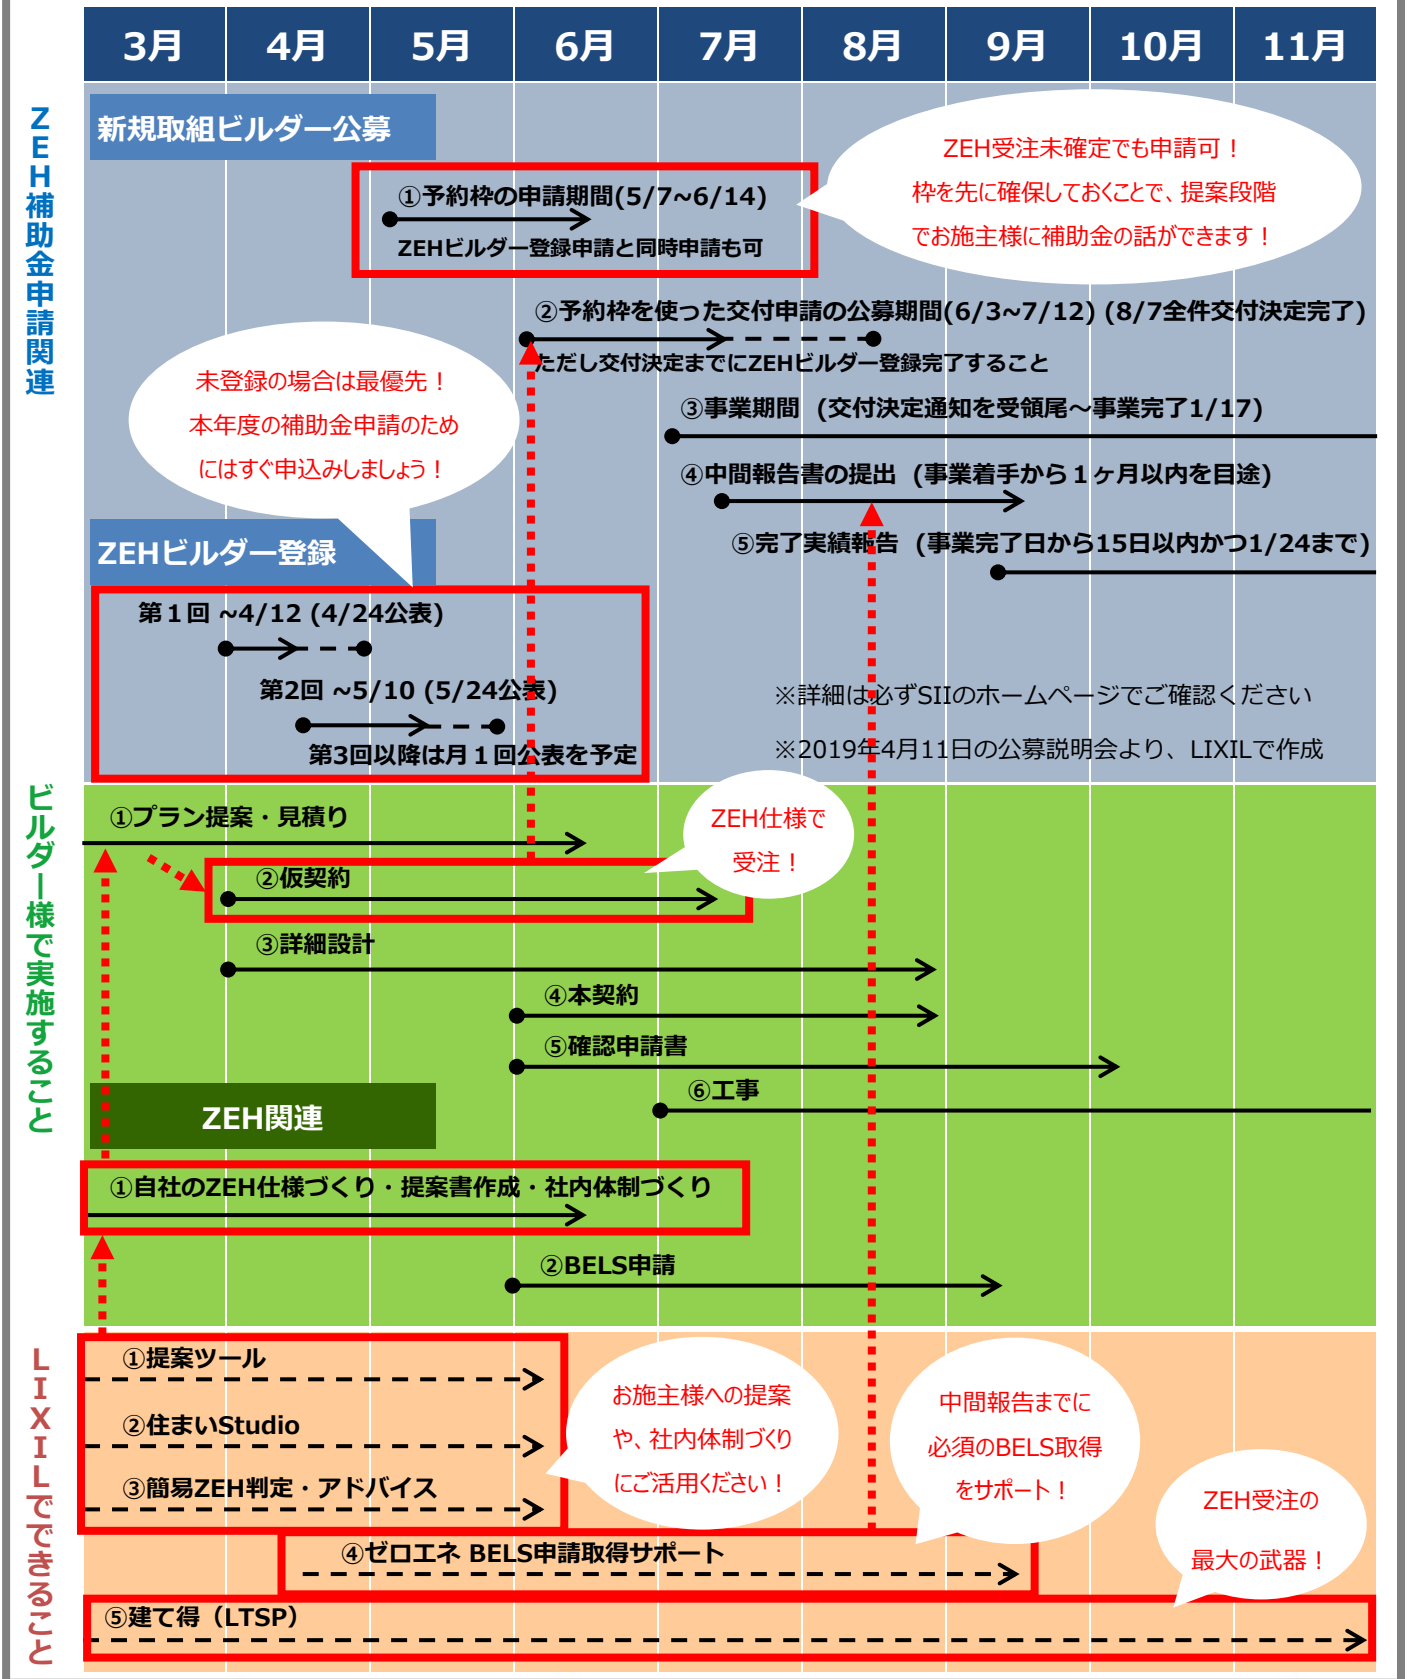 3月 4月 5月 6月 7月 8月 9月 10月 11月
ZEH補助金申請関連
新規取組ビルダー公募
ZEH受注未確定でも申請可！
枠を先に確保しておくことで、提案段階
でお施主様に補助金の話ができます！
①予約枠の申請期間(5/7~6/14)
ZEHビルダー登録申請と同時申請も可
②予約枠を使った交付申請の公募期間(6/3~7/12) (8/7全件交付決定完了)
ただし交付決定までにZEHビルダー登録完了すること
未登録の場合は最優先！
本年度の補助金申請のため
にはすぐ申込みしましょう！
③事業期間 (交付決定通知を受領尾～事業完了1/17)
④中間報告書の提出 (事業着手から１ヶ月以内を目途)
⑤完了実績報告 (事業完了日から15日以内かつ1/24まで)
ZEHビルダー登録
第１回 ~4/12 (4/24公表)
第2回 ~5/10 (5/24公表)
第3回以降は月１回公表を予定
※詳細は必ずSIIのホームページでご確認ください
※2019年4月11日の公募説明会より、LIXILで作成
ビルダー様で実施すること
①プラン提案・見積り
ZEH仕様で
受注！
②仮契約
③詳細設計
④本契約
⑤確認申請書
⑥工事
ZEH関連
①自社のZEH仕様づくり・提案書作成・社内体制づくり
②BELS申請
LIXILでできること
①提案ツール
②住まいStudio
③簡易ZEH判定・アドバイス
お施主様への提案
や、社内体制づくり
にご活用ください！
中間報告までに
必須のBELS取得
をサポート！
ZEH受注の
最大の武器！
④ゼロエネ BELS申請取得サポート
⑤建て得（LTSP）